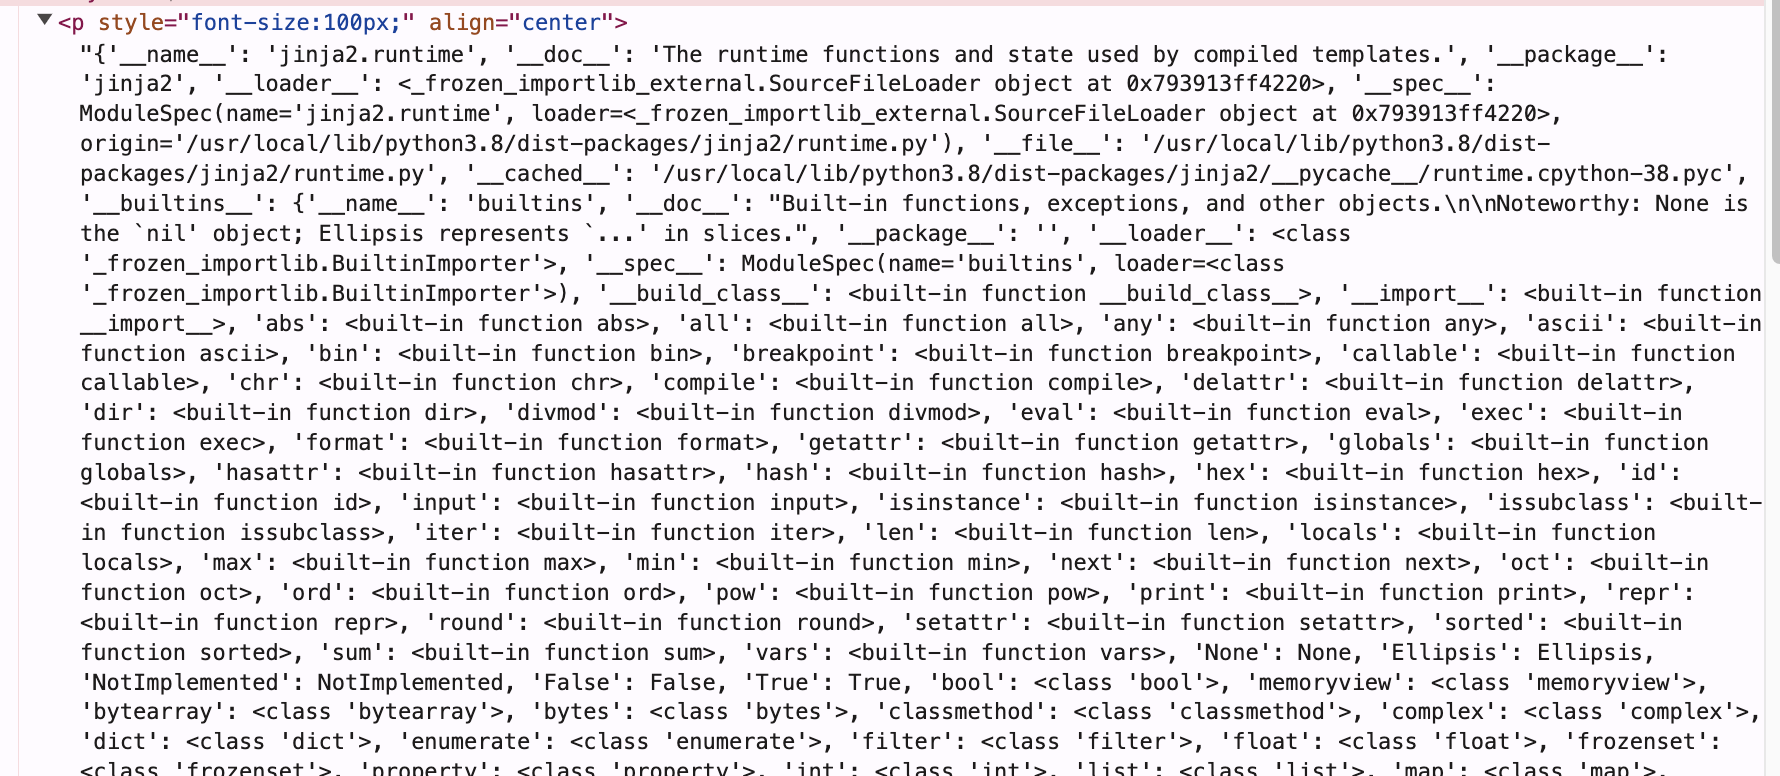 <p style="font-size:100px;" align="center">
"{'__name__': 'jinja2.runtime', '__doc__': 'The runtime functions and state used by compiled templates.', '__package__':
'jinja2', '__loader__': <_frozen_importlib_external.SourceFileLoader object at 0x793913ff4220>, '__spec__':
ModuleSpec(name='jinja2.runtime', loader=<_frozen_importlib_external.SourceFileLoader object at 0x793913ff4220>,
origin='/usr/local/lib/python3.8/dist-packages/jinja2/runtime.py'), '__file__': '/usr/local/lib/python3.8/dist-
packages/jinja2/runtime.py', '__cached__': '/usr/local/lib/python3.8/dist-packages/jinja2/__pycache__/runtime.cpython-38.pyc',
'__builtins__': {'__name__': 'builtins', '__doc__': "Built-in functions, exceptions, and other objects.\n\nNoteworthy: None is
the `nil' object; Ellipsis represents `...' in slices.", '__package__': '', '__loader__': <class
'_frozen_importlib.BuiltinImporter'>, '__spec__': ModuleSpec(name='builtins', loader=<class
'_frozen_importlib.BuiltinImporter'>), '__build_class__': <built-in function __build_class__>, '__import__': <built-in function
__import__>, 'abs': <built-in function abs>, 'all': <built-in function all>, 'any': <built-in function any>, 'ascii': <built-in
function ascii>, 'bin': <built-in function bin>, 'breakpoint': <built-in function breakpoint>, 'callable': <built-in function
callable>, 'chr': <built-in function chr>, 'compile': <built-in function compile>, 'delattr': <built-in function delattr>,
'dir': <built-in function dir>, 'divmod': <built-in function divmod>, 'eval': <built-in function eval>, 'exec': <built-in
function exec>, 'format': <built-in function format>, 'getattr': <built-in function getattr>, 'globals': <built-in function
globals>, 'hasattr': <built-in function hasattr>, 'hash': <built-in function hash>, 'hex': <built-in function hex>, 'id':
<built-in function id>, 'input': <built-in function input>, 'isinstance': <built-in function isinstance>, 'issubclass': <built-
in function issubclass>, 'iter': <built-in function iter>, 'len': <built-in function len>, 'locals': <built-in function
locals>, 'max': <built-in function max>, 'min': <built-in function min>, 'next': <built-in function next>, 'oct': <built-in
function oct>, 'ord': <built-in function ord>, 'pow': <built-in function pow>, 'print': <built-in function print>, 'repr':
<built-in function repr>, 'round': <built-in function round>, 'setattr': <built-in function setattr>, 'sorted': <built-in
function sorted>, 'sum': <built-in function sum>, 'vars': <built-in function vars>, 'None': None, 'Ellipsis': Ellipsis,
'NotImplemented': NotImplemented, 'False': False, 'True': True, 'bool': <class 'bool'>, 'memoryview': <class 'memoryview'>,
'bytearray': <class 'bytearray'>, 'bytes': <class 'bytes'>, 'classmethod': <class 'classmethod'>, 'complex': <class 'complex'>,
'dict': <class 'dict'>, 'enumerate': <class 'enumerate'>, 'filter': <class 'filter'>, 'float': <class 'float'>, 'frozenset':
<class 'frozenset'>, 'property': <class 'property'>, 'int': <class 'int'>, 'list': <class 'list'>, 'map': <class 'map'>,